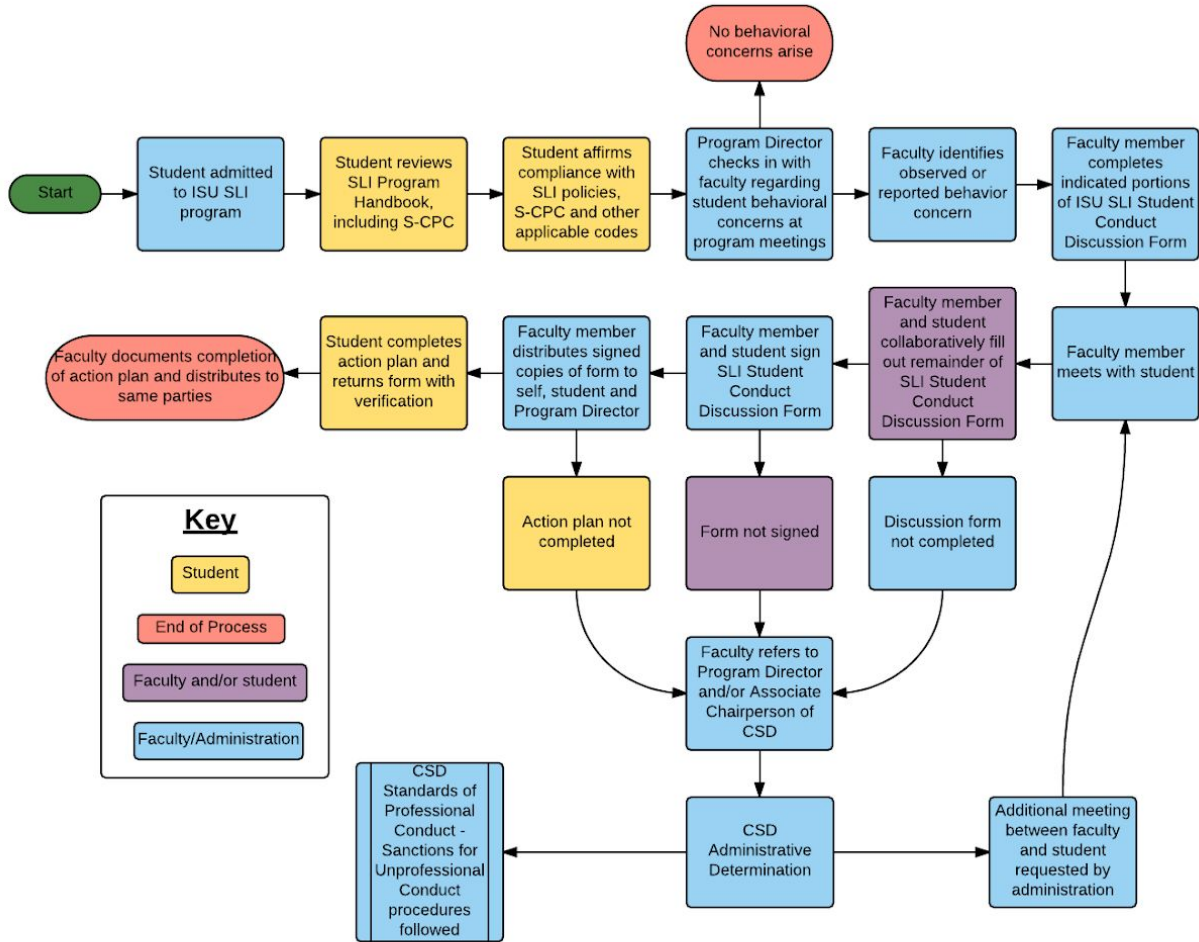 No behavioral
concerns arise
Start
Student admitted
to ISU SLI
program
Student reviews
SLI Program
Handbook,
including S-CPC
Student affirms
compliance with
SLI policies,
S-CPC and other
applicable codes
Program Director
checks in with
faculty regarding
student behavioral
concerns at
program meetings
Faculty identifies
observed or
reported behavior
concern
Faculty member
completes
indicated portions
of ISU SLI Student
Conduct
Discussion Form
Faculty member
meets with student
Faculty member
and student
collaboratively fill
out remainder of
SLI Student
Conduct
Discussion Form
Faculty member
and student sign
SLI Student
Conduct
Discussion Form
Faculty member
distributes signed
copies of form to
self, student and
Program Director
Student completes
action plan and
returns form with
verification
Faculty documents completion
of action plan and distributes to
same parties
Action plan not
completed
Form not signed
Discussion form
not completed
Key
Student
End of Process
Faculty and/or student
Faculty/Administration
Faculty refers to
Program Director
and/or Associate
Chairperson of
CSD
CSD
Standards of
Professional
Conduct -
Sanctions for
Unprofessional
Conduct
procedures
followed
CSD
Administrative
Determination
Additional meeting
between faculty
and student
requested by
administration